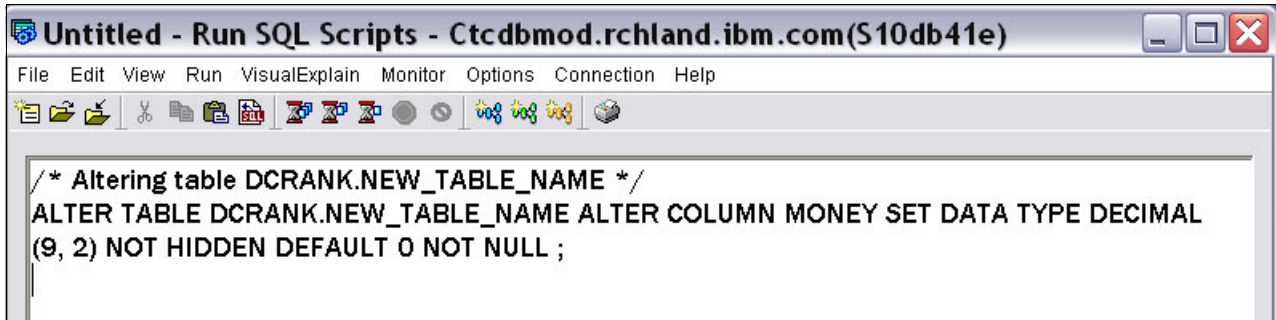 Untitled - Run SQL Scripts - Ctcdbmod.rchland.ibm.com(S10db41e)
File Edit View Run VisualExplain Monitor Options Connection Help
/* Altering table DCRANK.NEW_TABLE_NAME */
ALTER TABLE DCRANK.NEW_TABLE_NAME ALTER COLUMN MONEY SET DATA TYPE DECIMAL
(9, 2) NOT HIDDEN DEFAULT 0 NOT NULL ;